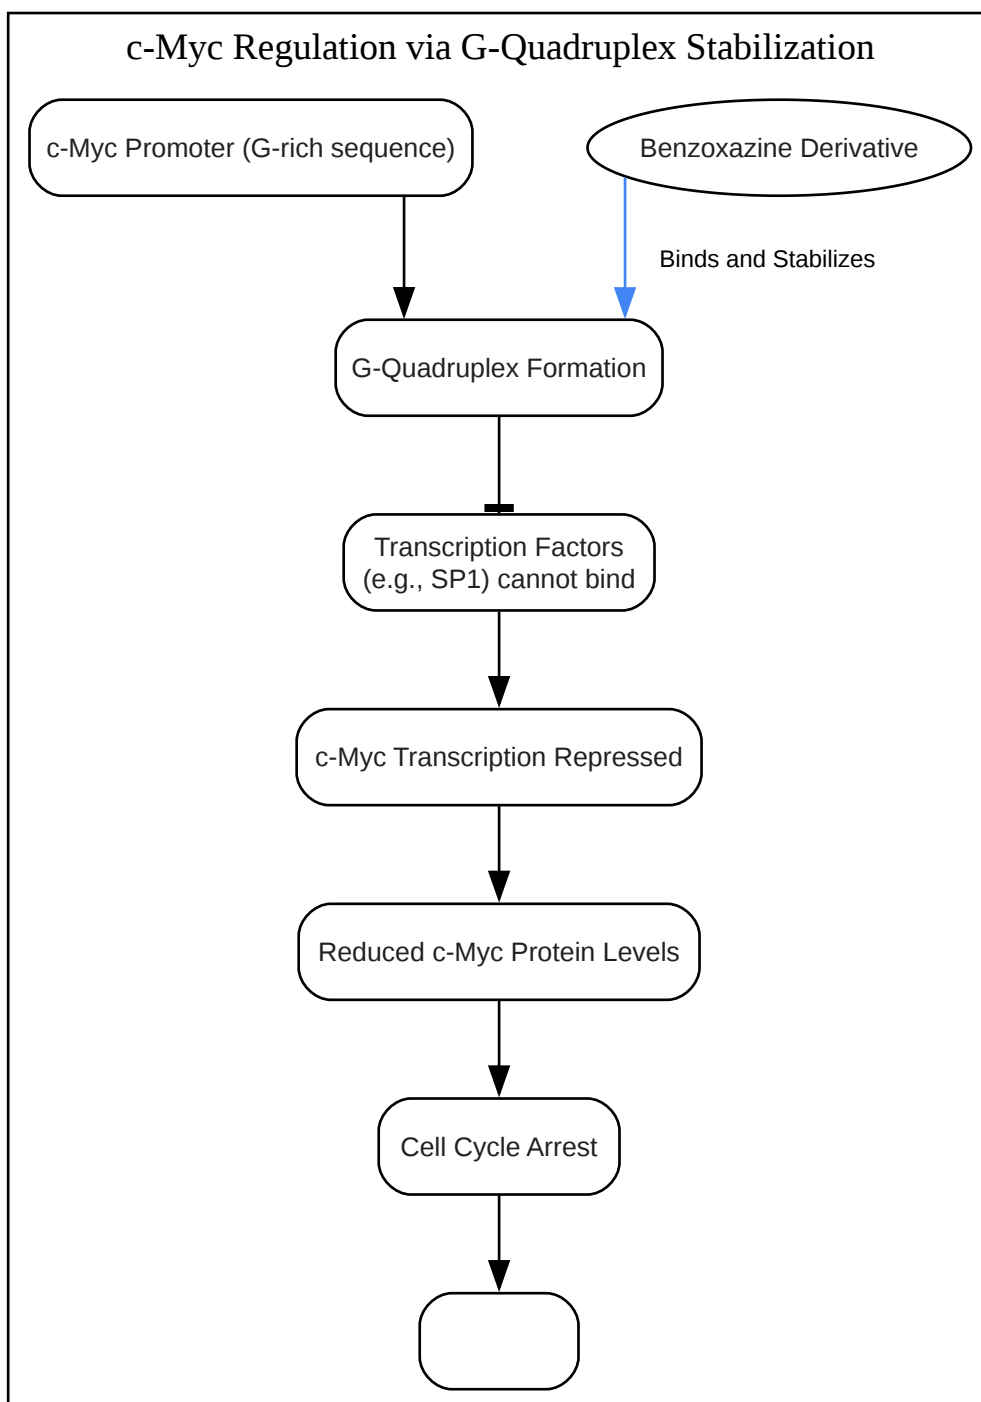 c-Myc Regulation via G-Quadruplex Stabilization
c-Myc Promoter (G-rich sequence)
Benzoxazine Derivative
Binds and Stabilizes
G-Quadruplex Formation
Transcription Factors
(e.g., SP1) cannot bind
c-Myc Transcription Repressed
Reduced c-Myc Protein Levels
Cell Cycle Arrest